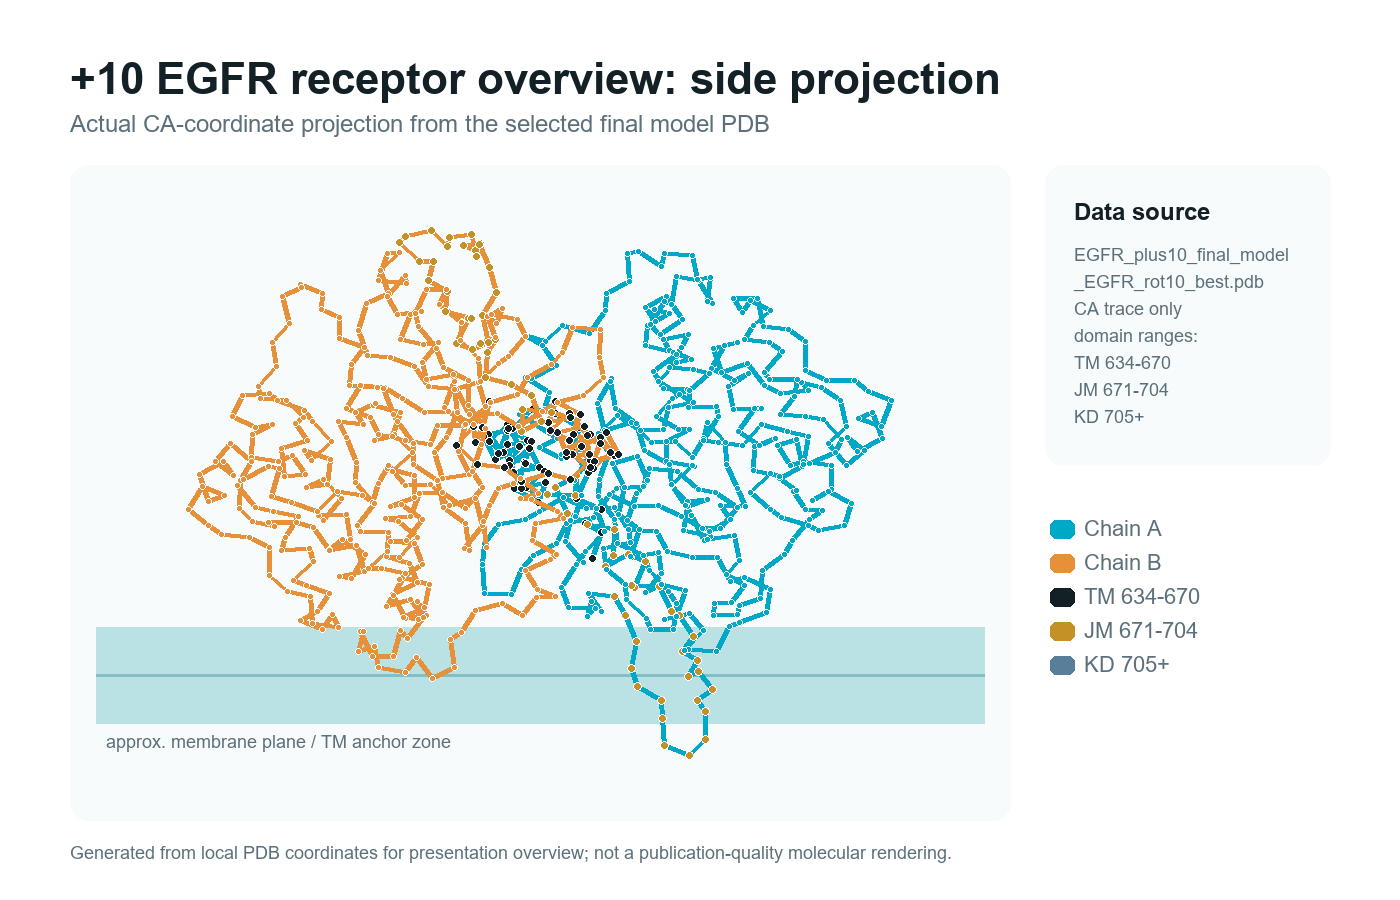 +10 EGFR receptor overview: side projection
Actual CA-coordinate projection from the selected final model PDB
Data source
EGFR_plus10_final_model
_EGFR_rot10_best.pdb
CA trace only
domain ranges:
TM 634-670
JM 671-704
KD 705+
Chain A
Chain B
TM 634-670
JM 671-704
KD 705+
approx. membrane plane / TM anchor zone
Generated from local PDB coordinates for presentation overview; not a publication-quality molecular rendering.